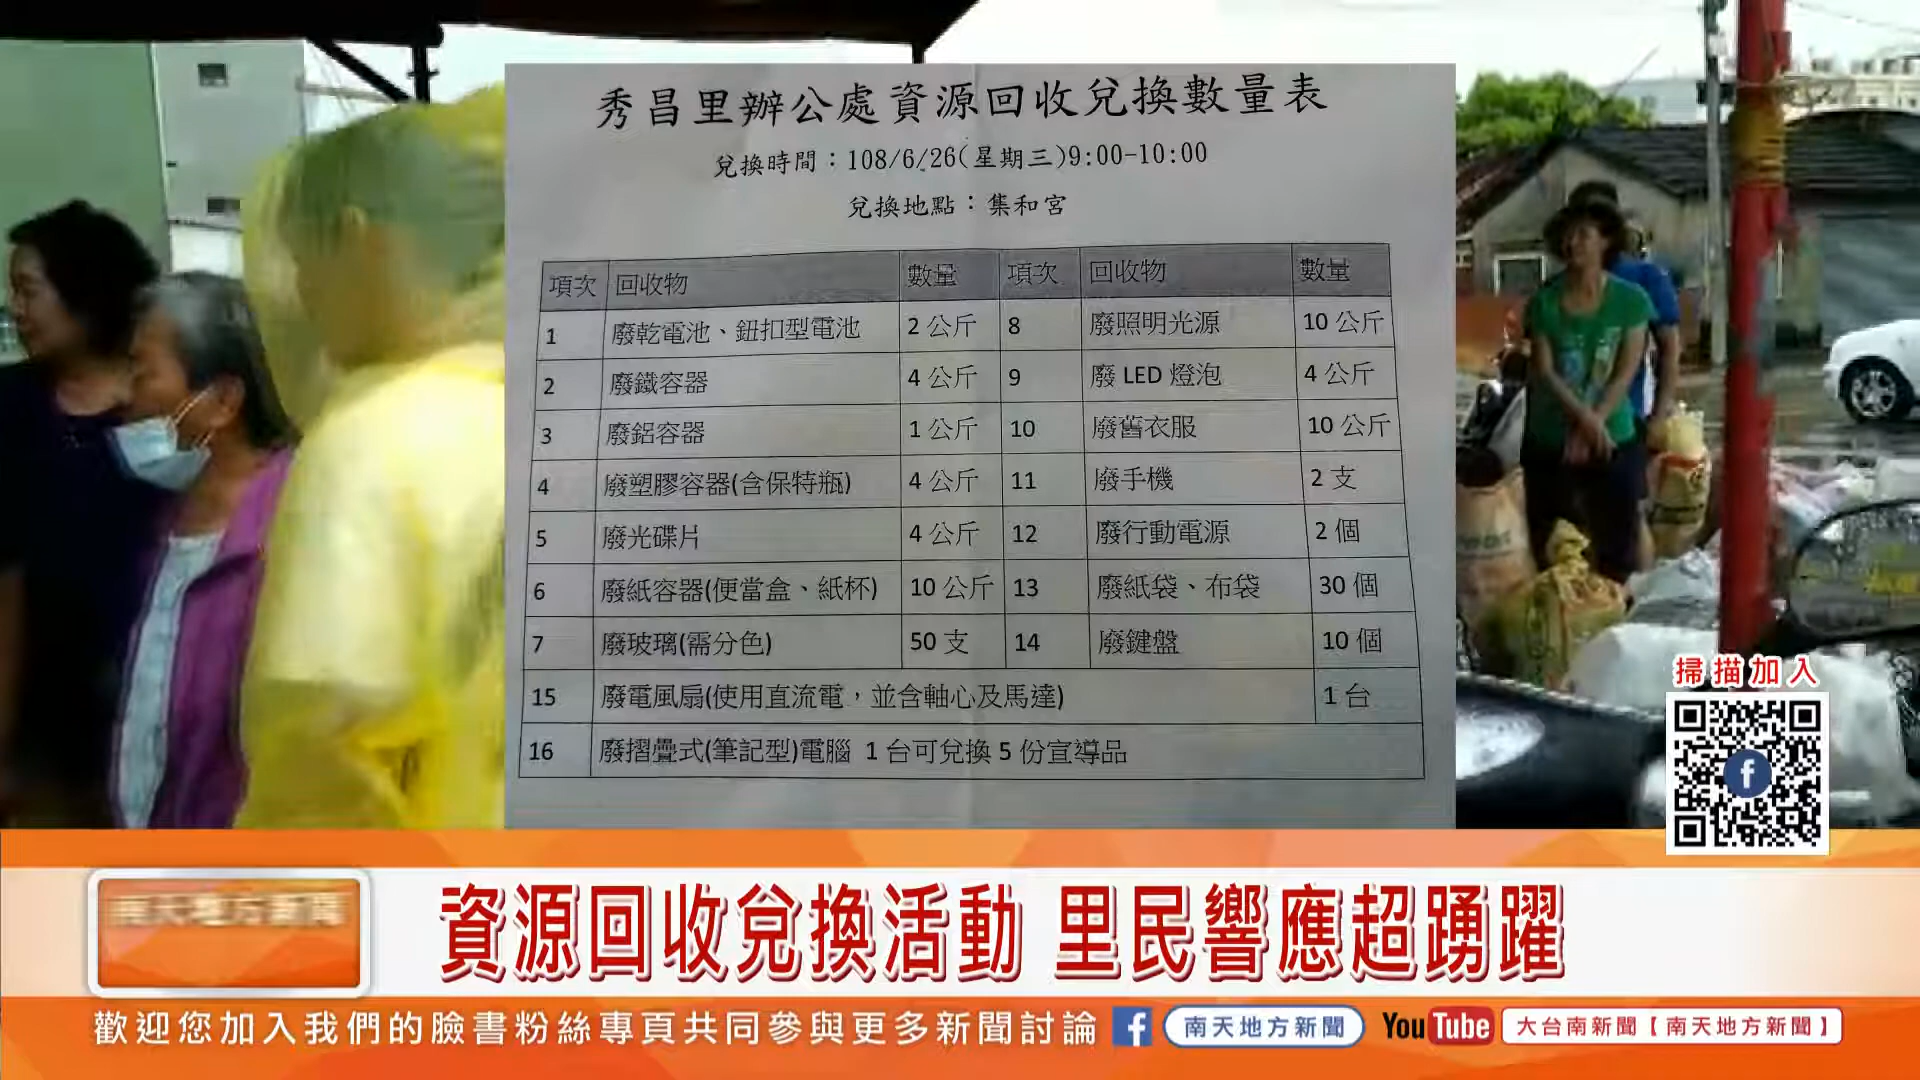 秀昌里辦公處資源回收兌換數量表
兌換時間：108/6/26(星期三)9:00-10:00
兌換地點：集和宮
項次 回收物 數量 項次 回收物 數量
1 廢乾電池、鈕扣型電池 2 公斤 8 廢照明光源 10 公斤
2 廢鐵容器 4 公斤 9 廢 LED 燈泡 4 公斤
3 廢鋁容器 1 公斤 10 廢舊衣服 10 公斤
4 廢塑膠容器(含保特瓶) 4 公斤 11 廢手機 2 支
5 廢光碟片 4 公斤 12 廢行動電源 2 個
6 廢紙容器(便當盒、紙杯) 10 公斤 13 廢紙袋、布袋 30 個
7 廢玻璃(需分色) 50 支 14 廢鍵盤 10 個
15 廢電風扇(使用直流電，並含軸心及馬達) 1 台
16 廢摺疊式(筆記型)電腦 1 台可兌換 5 份宣導品
掃描加入
南天地方新聞
資源回收兌換活動 里民響應超踴躍
歡迎您加入我們的臉書粉絲專頁共同參與更多新聞討論 南天地方新聞 YouTube 大台南新聞【南天地方新聞】